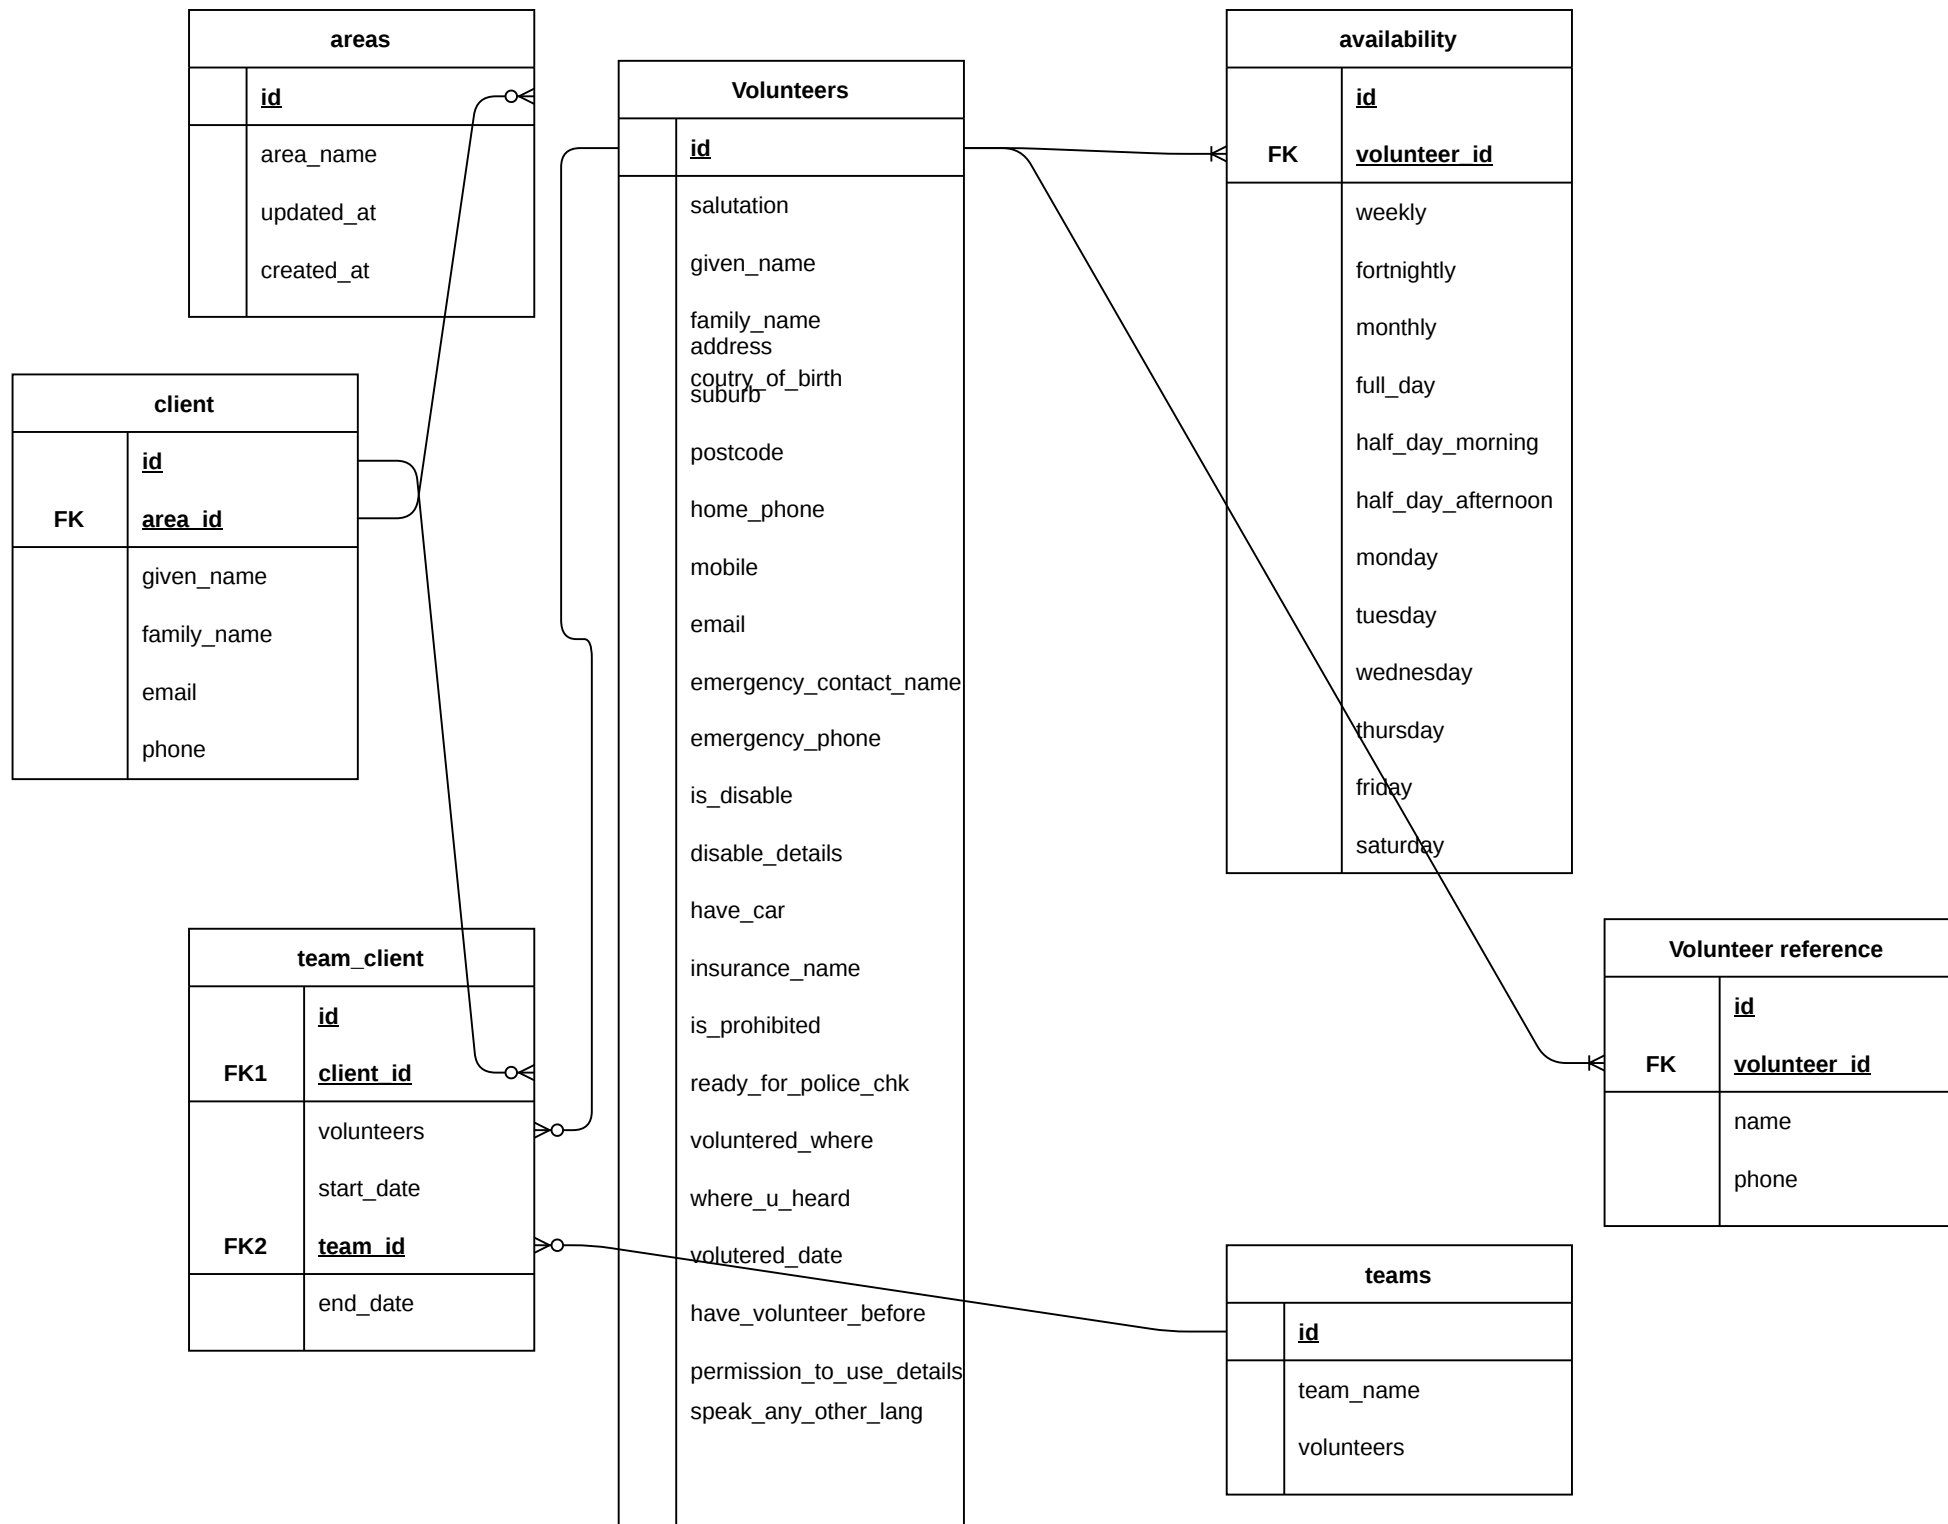 areas
id
area_name
updated_at
created_at
client
id
FK
area_id
given_name
family_name
email
phone
team_client
id
FK1
client_id
volunteers
start_date
FK2
team_id
end_date
Volunteers
id
salutation
given_name
family_name
address
coutry_of_birth
suburb
postcode
home_phone
mobile
email
emergency_contact_name
emergency_phone
is_disable
disable_details
have_car
insurance_name
is_prohibited
ready_for_police_chk
voluntered_where
where_u_heard
volutered_date
have_volunteer_before
permission_to_use_details
speak_any_other_lang
availability
id
FK
volunteer_id
weekly
fortnightly
monthly
full_day
half_day_morning
half_day_afternoon
monday
tuesday
wednesday
thursday
friday
saturday
Volunteer reference
id
FK
volunteer_id
name
phone
teams
id
team_name
volunteers